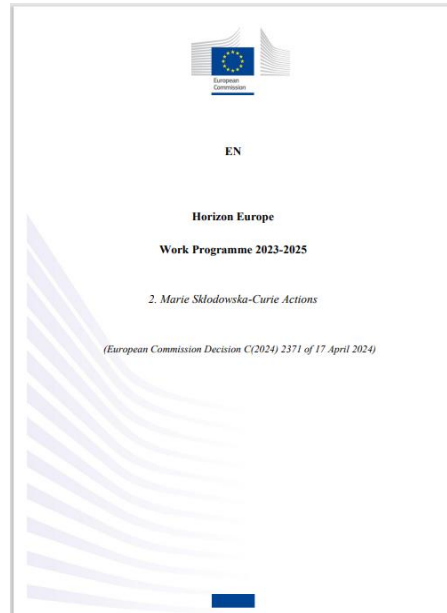 European
Commission
EN
Horizon Europe
Work Programme 2023-2025
2. Marie Skłodowska-Curie Actions
(European Commission Decision C(2024) 2371 of 17 April 2024)